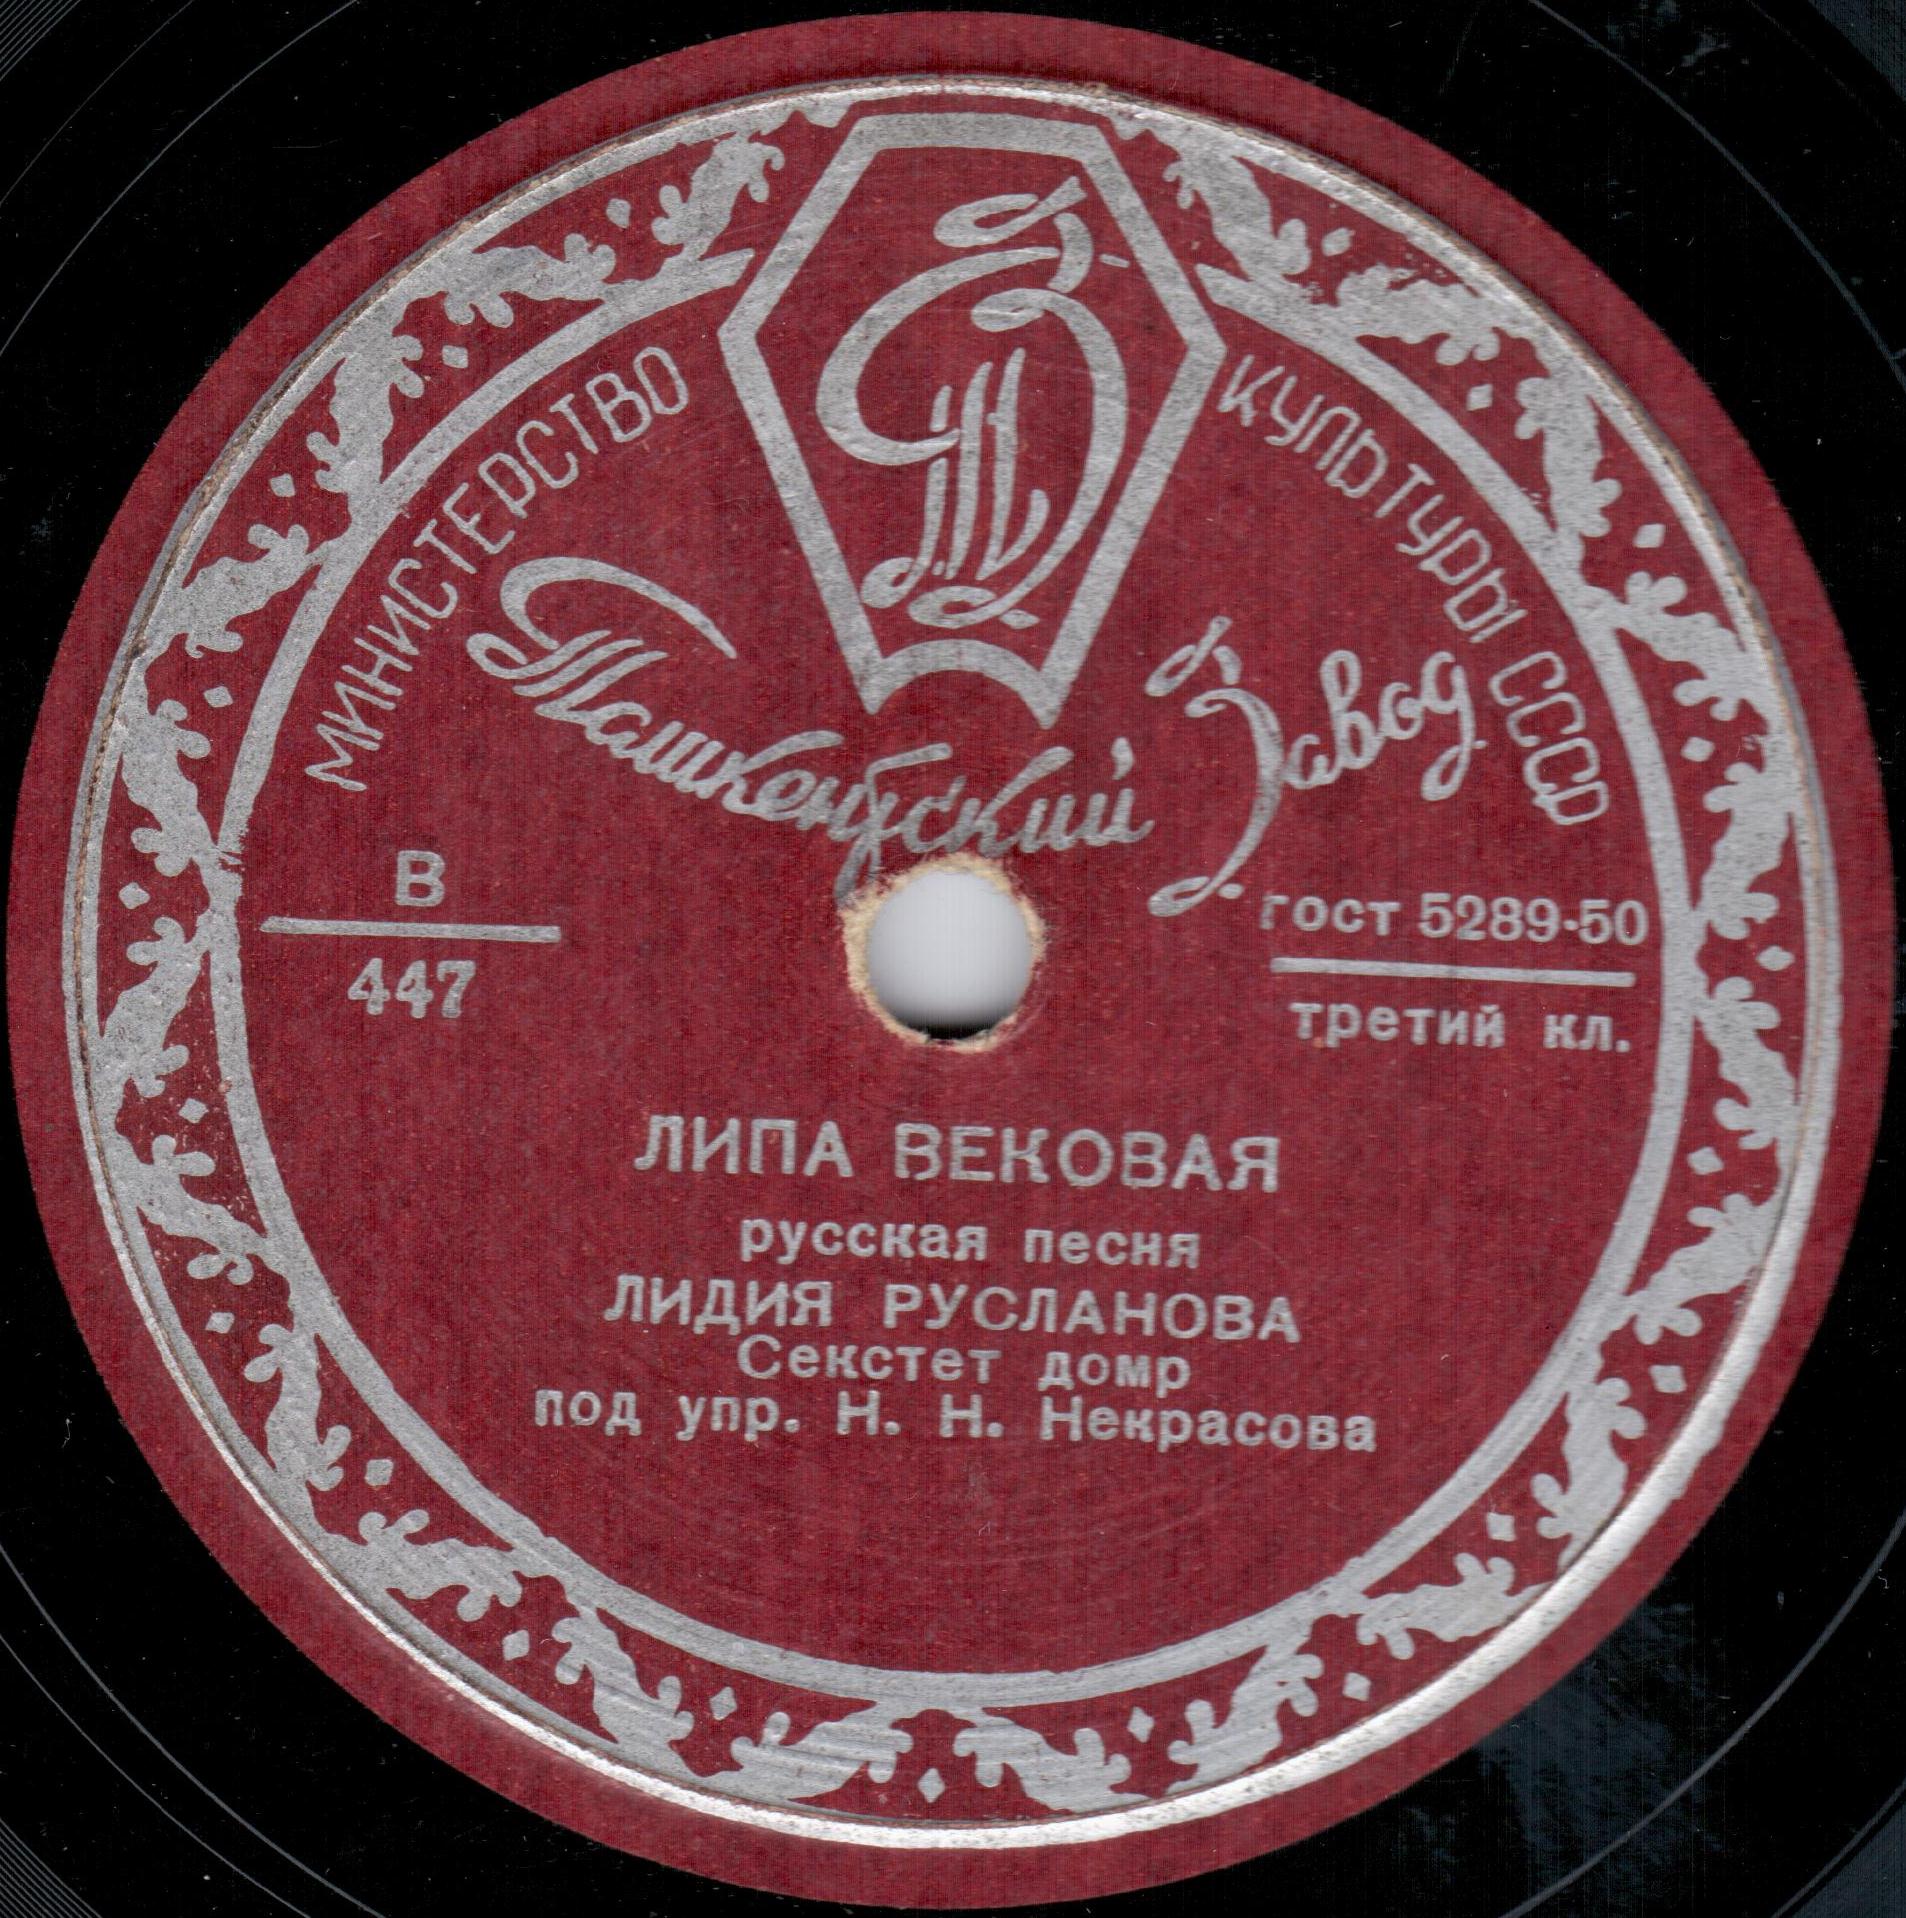 МИНИСТЕРСТВО КУЛЬТУРЫ СССР
Ташкентский Завод
В
447
гост 5289-50
третий кл.
ЛИПА ВЕКОВАЯ
русская песня
ЛИДИЯ РУСЛАНОВА
Секстет домр
под упр. Н. Н. Некрасова